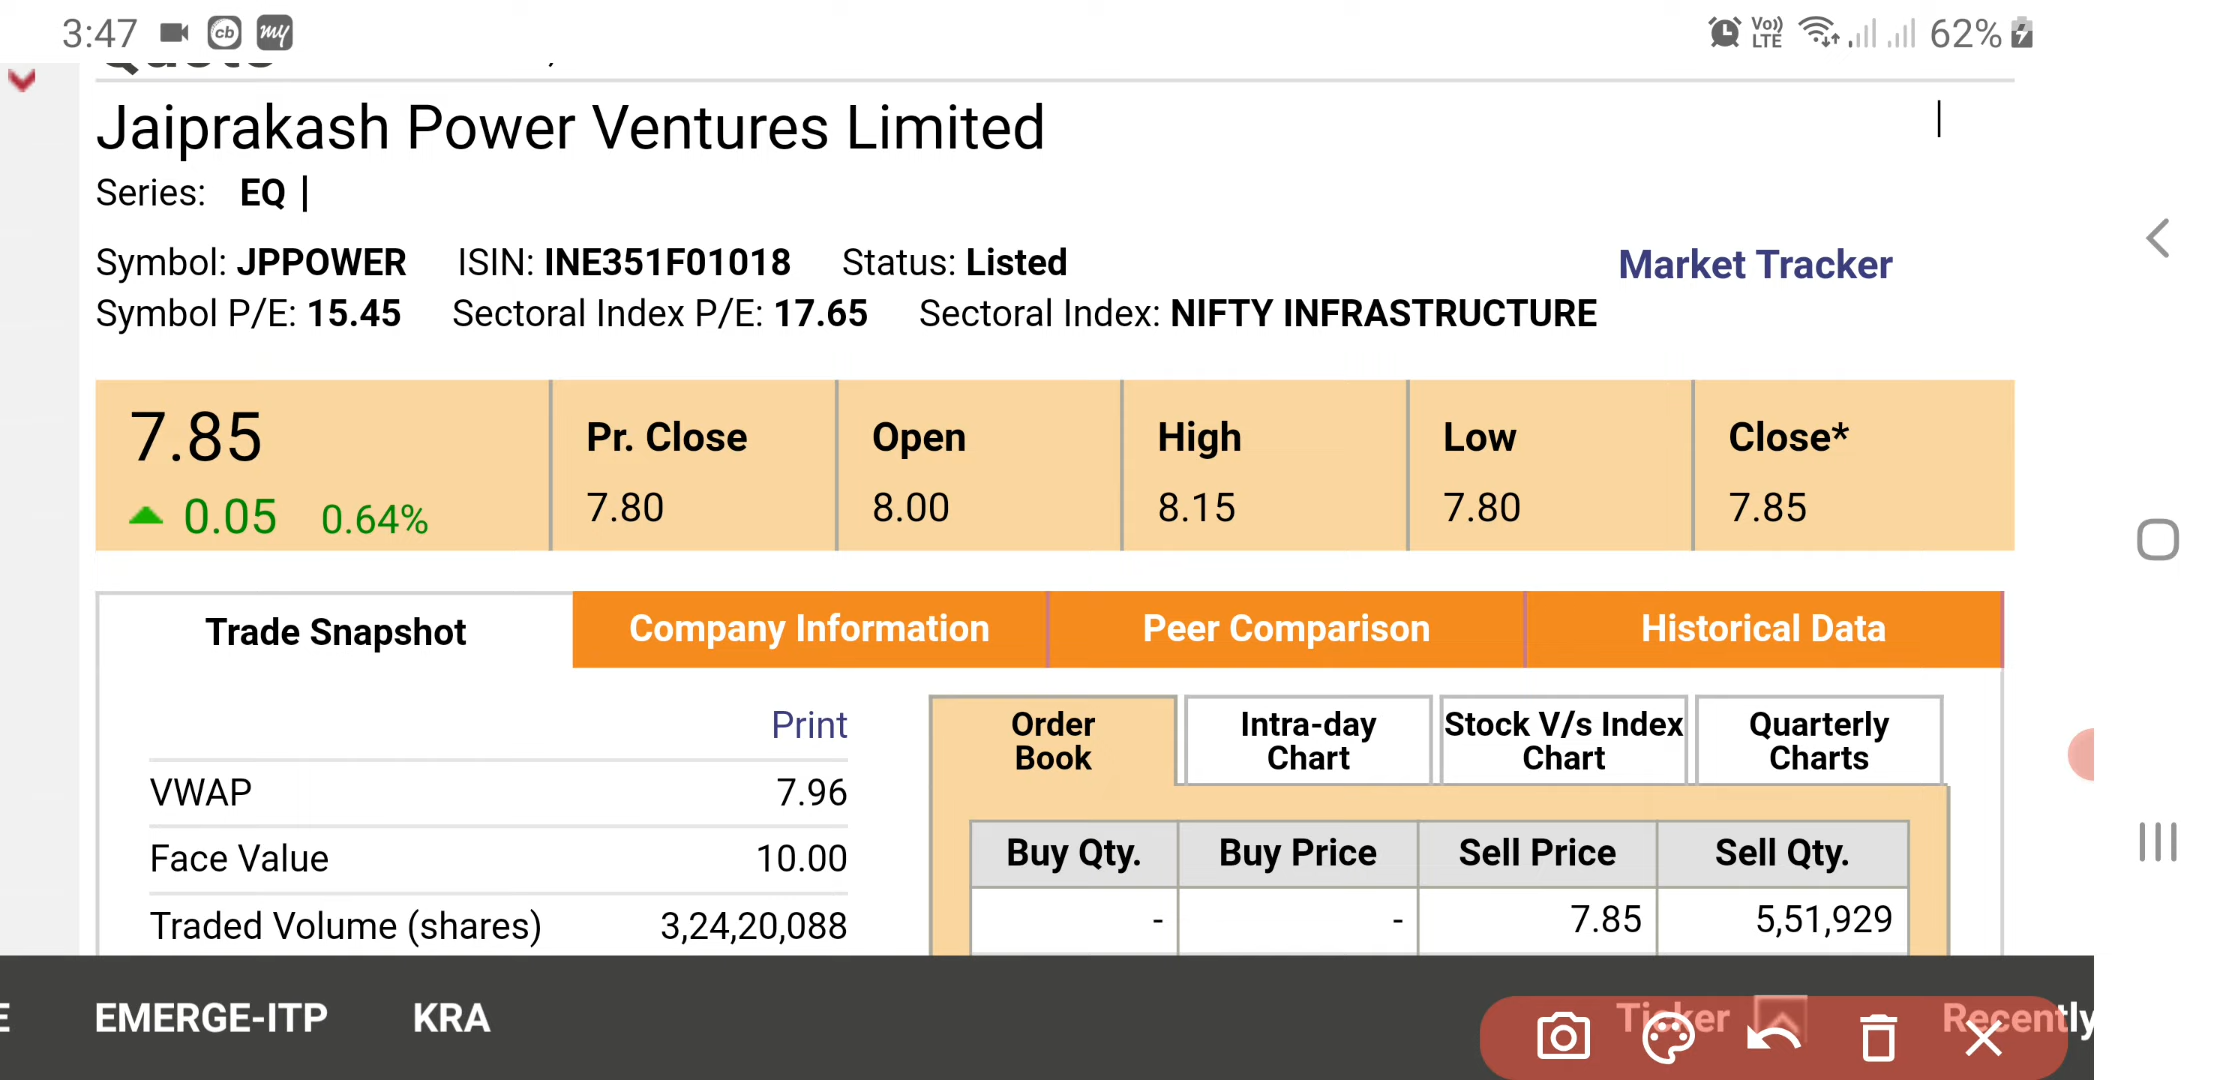 3:47 cb my Vo)) LTE 62%
Jaiprakash Power Ventures Limited |
Series: EQ |
Symbol: JPPOWER ISIN: INE351F01018 Status: Listed Market Tracker
Symbol P/E: 15.45 Sectoral Index P/E: 17.65 Sectoral Index: NIFTY INFRASTRUCTURE
7.85 Pr. Close Open High Low Close*
0.05 0.64% 7.80 8.00 8.15 7.80 7.85
Trade Snapshot Company Information Peer Comparison Historical Data
Print
Order Book Intra-day Chart Stock V/s Index Chart Quarterly Charts
VWAP 7.96
Buy Qty. Buy Price Sell Price Sell Qty.
Face Value 10.00
- - 7.85 5,51,929
Traded Volume (shares) 3,24,20,088
E EMERGE-ITP KRA Ticker Recently